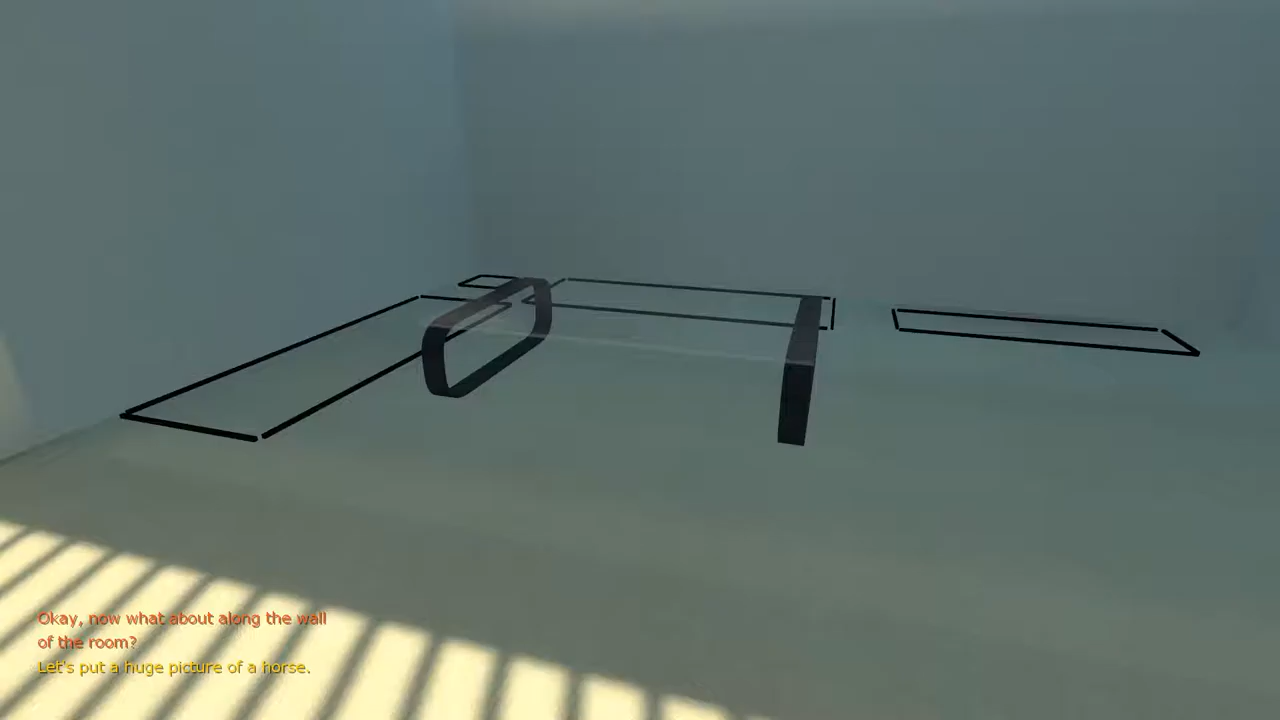 Okay, now what about along the wall
of the room?
Let's put a huge picture of a horse.